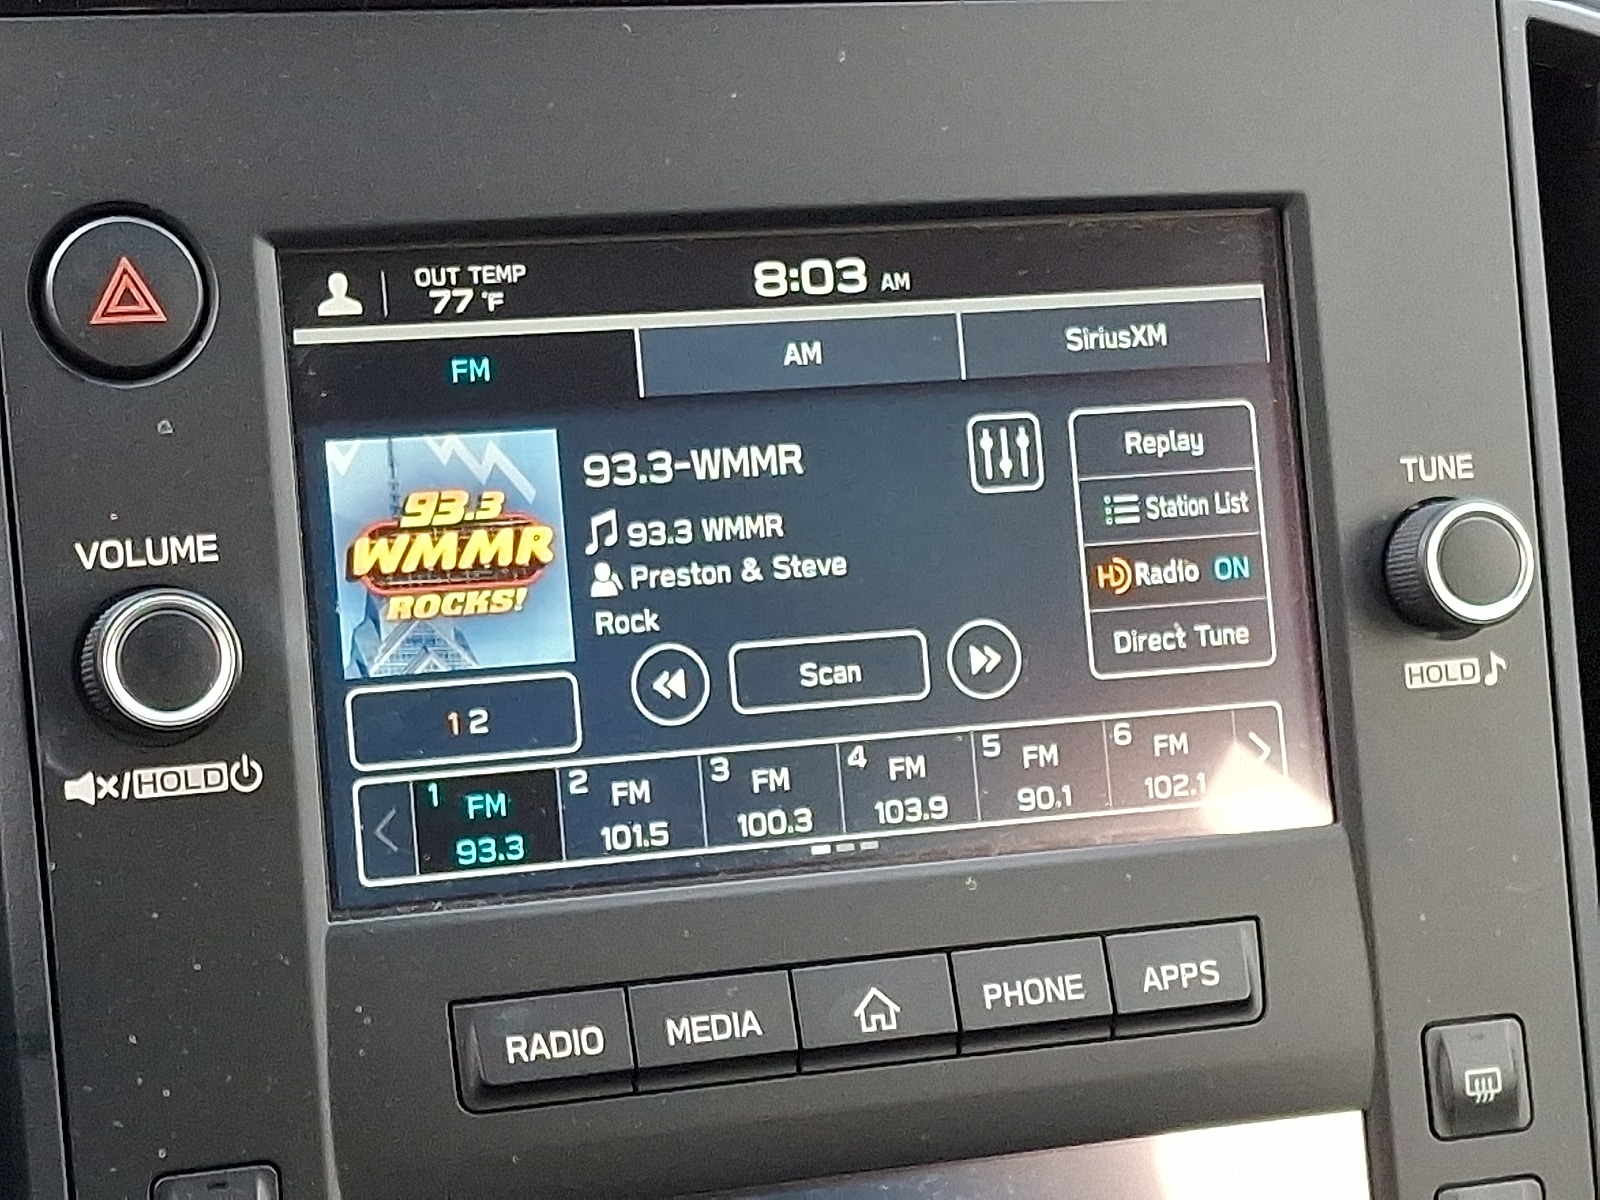 OUT TEMP
77 °F
8:03 AM
FM
AM
SiriusXM
93.3
WMMR
ROCKS!
93.3-WMMR
93.3 WMMR
Preston & Steve
Rock
Replay
Station List
HD Radio ON
Direct Tune
1 2
Scan
1 FM 93.3
2 FM 101.5
3 FM 100.3
4 FM 103.9
5 FM 90.1
6 FM 102.1
VOLUME
/HOLD
TUNE
HOLD
RADIO
MEDIA
PHONE
APPS